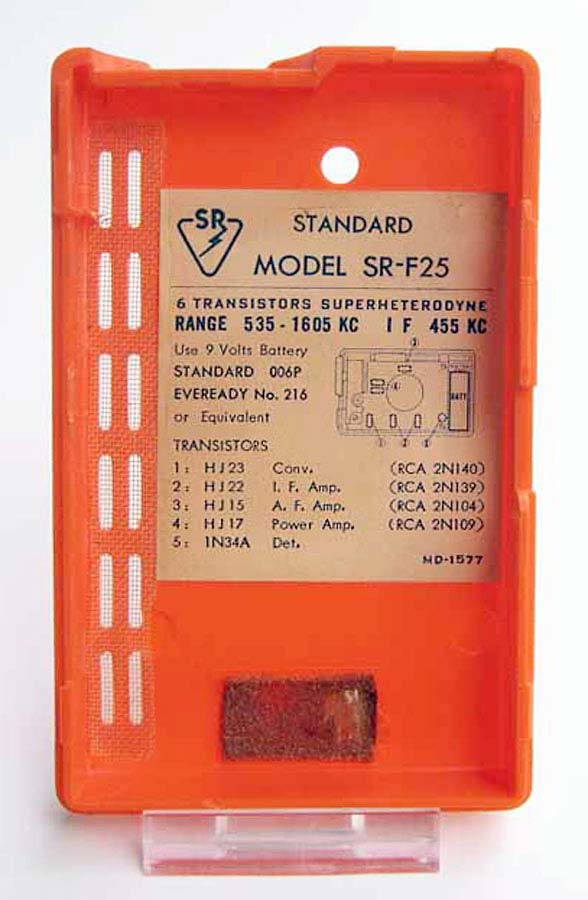 SR
STANDARD
MODEL SR-F25
6 TRANSISTORS SUPERHETERODYNE
RANGE 535-1605 KC I F 455 KC
Use 9 Volts Battery
STANDARD 006P
EVEREADY No. 216
or Equivalent
BATT
TRANSISTORS
1: HJ23 Conv. (RCA 2N140)
2: HJ22 I. F. Amp. (RCA 2N139)
3: HJ15 A. F. Amp. (RCA 2N104)
4: HJ17 Power Amp. (RCA 2N109)
5: 1N34A Det.
MD-1577